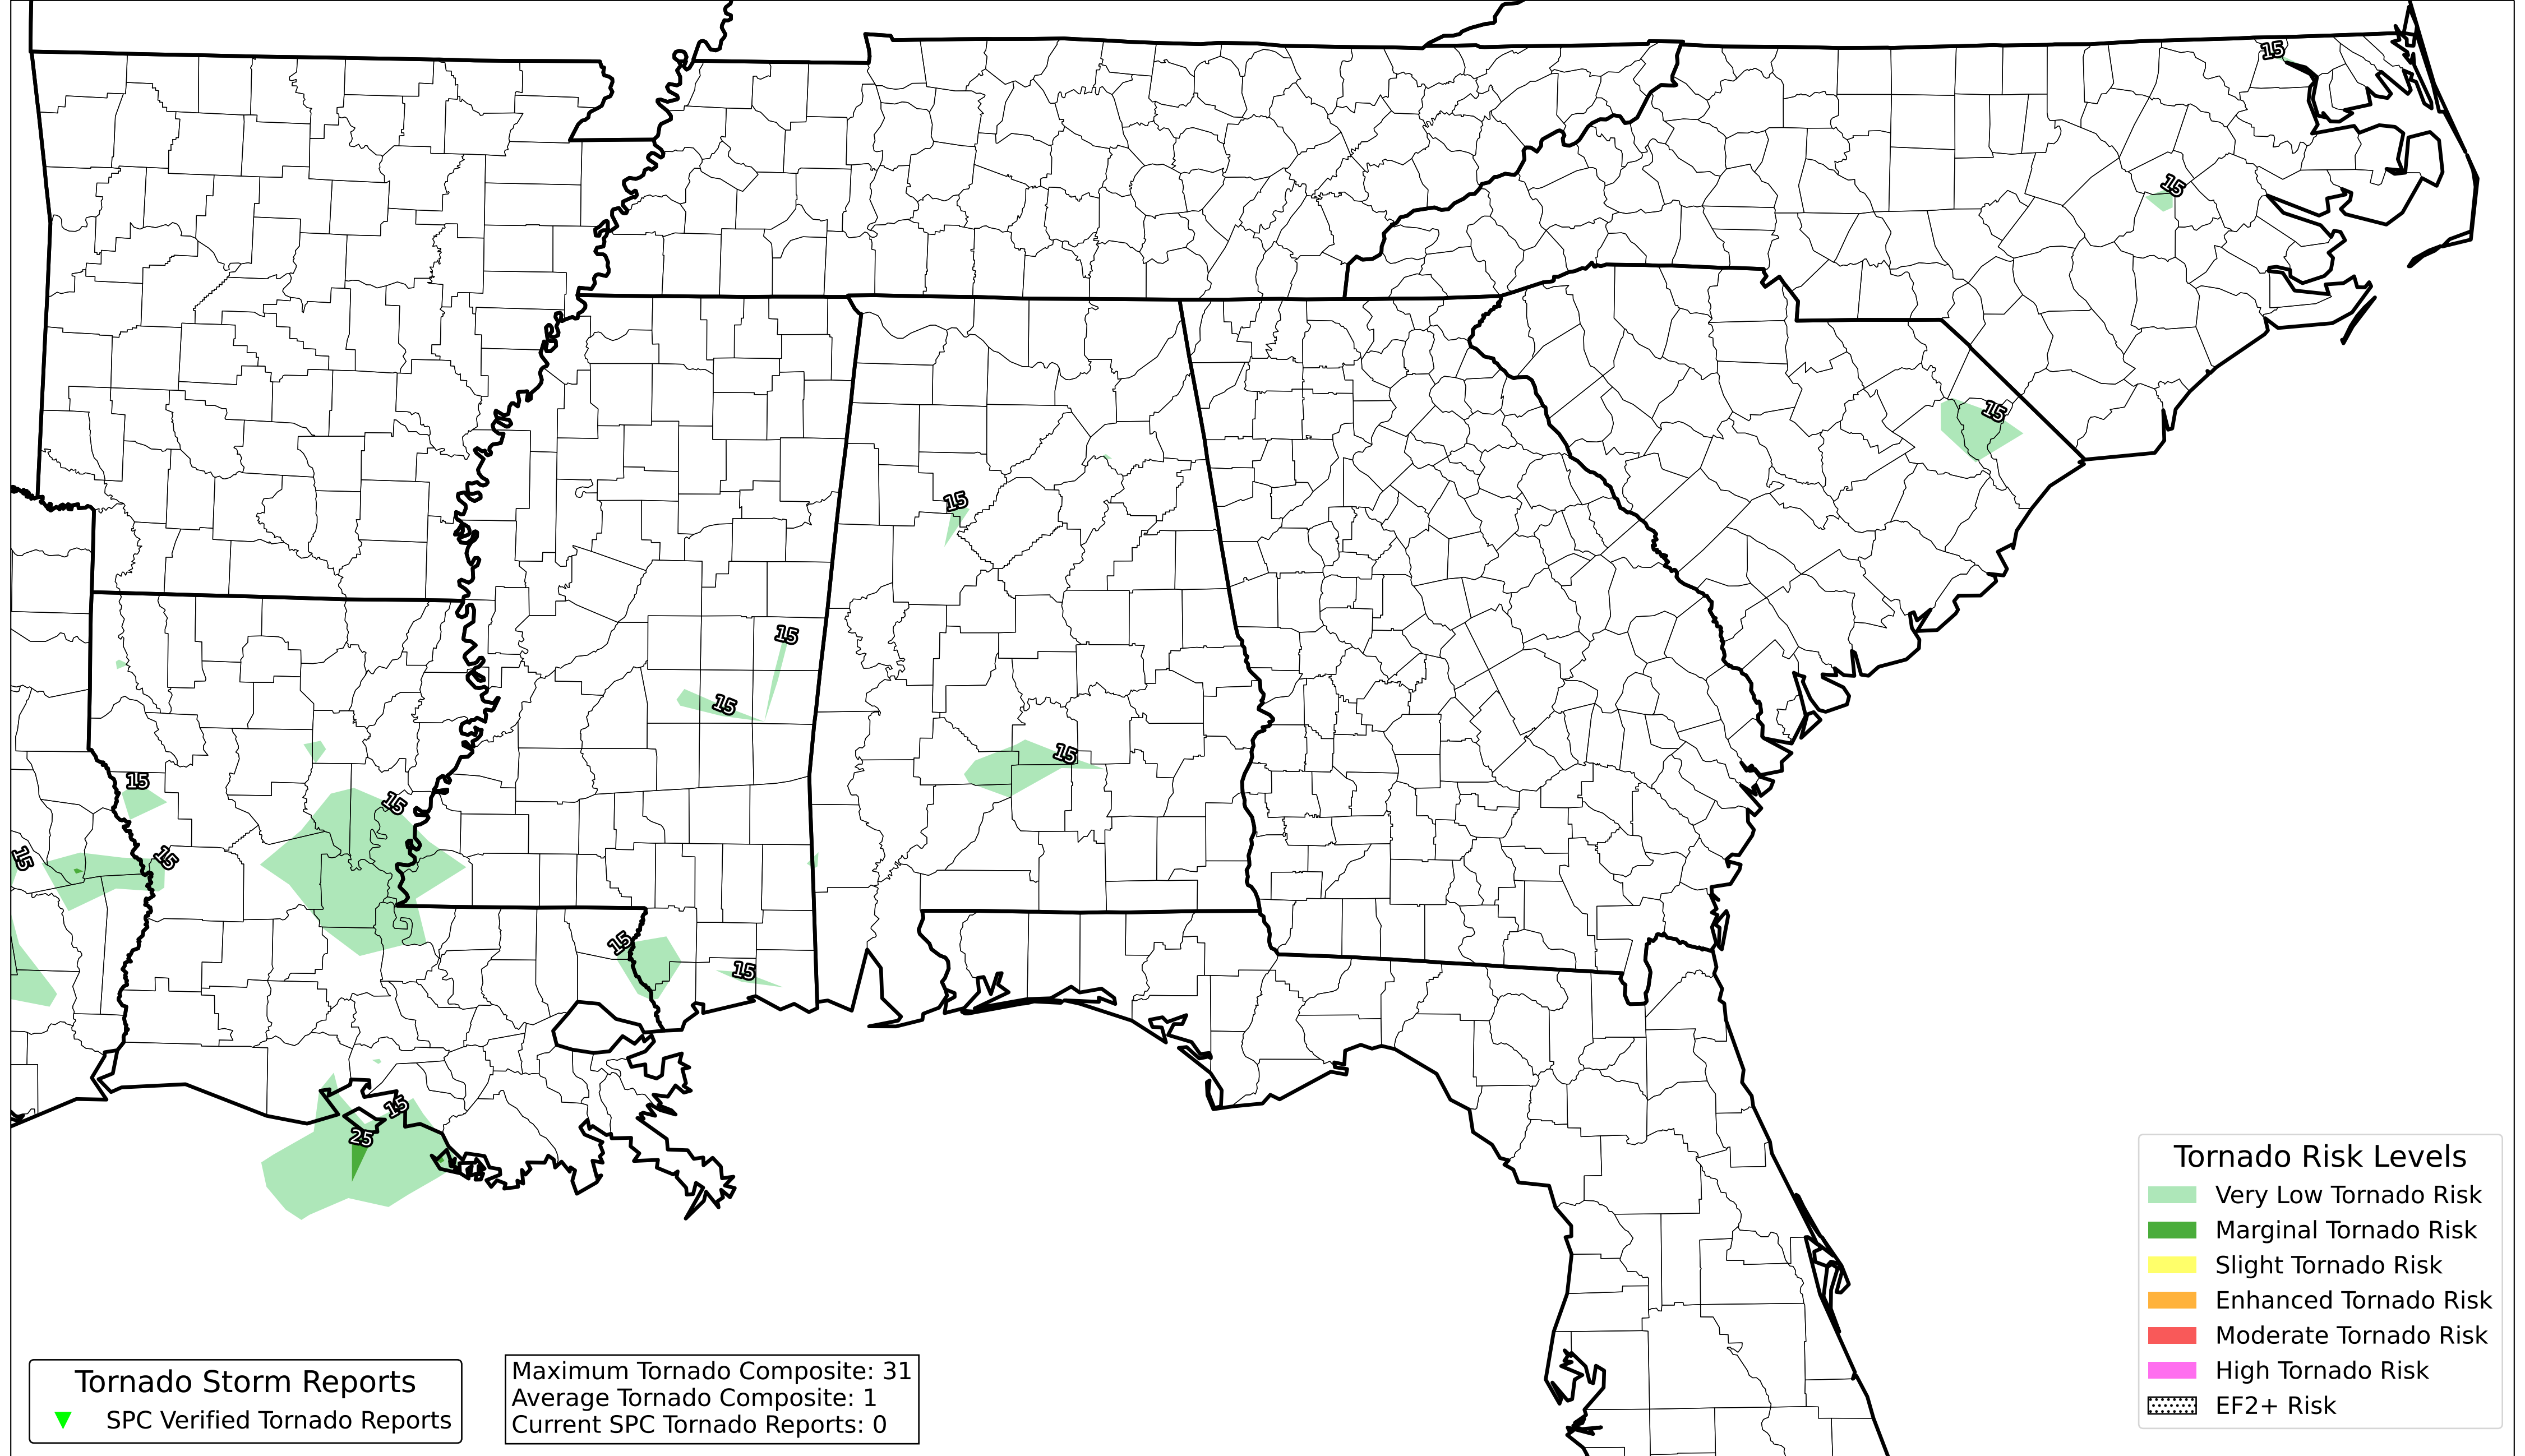 15
15
15
15
15
15
15
15
15
15
15
15
15
15
25
Tornado Risk Levels
Very Low Tornado Risk
Marginal Tornado Risk
Slight Tornado Risk
Enhanced Tornado Risk
Moderate Tornado Risk
High Tornado Risk
EF2+ Risk
Tornado Storm Reports
SPC Verified Tornado Reports
Maximum Tornado Composite: 31
Average Tornado Composite: 1
Current SPC Tornado Reports: 0